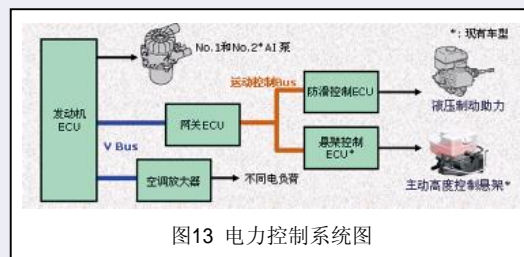 No.1和No.2*AI 泵
*: 现有车型
运动控制Bus
发动机
ECU
网关ECU
防滑控制ECU
液压制动助力
V Bus
悬架控制
ECU*
空调放大器
不同电负荷
主动高度控制悬架*
图13 电力控制系统图